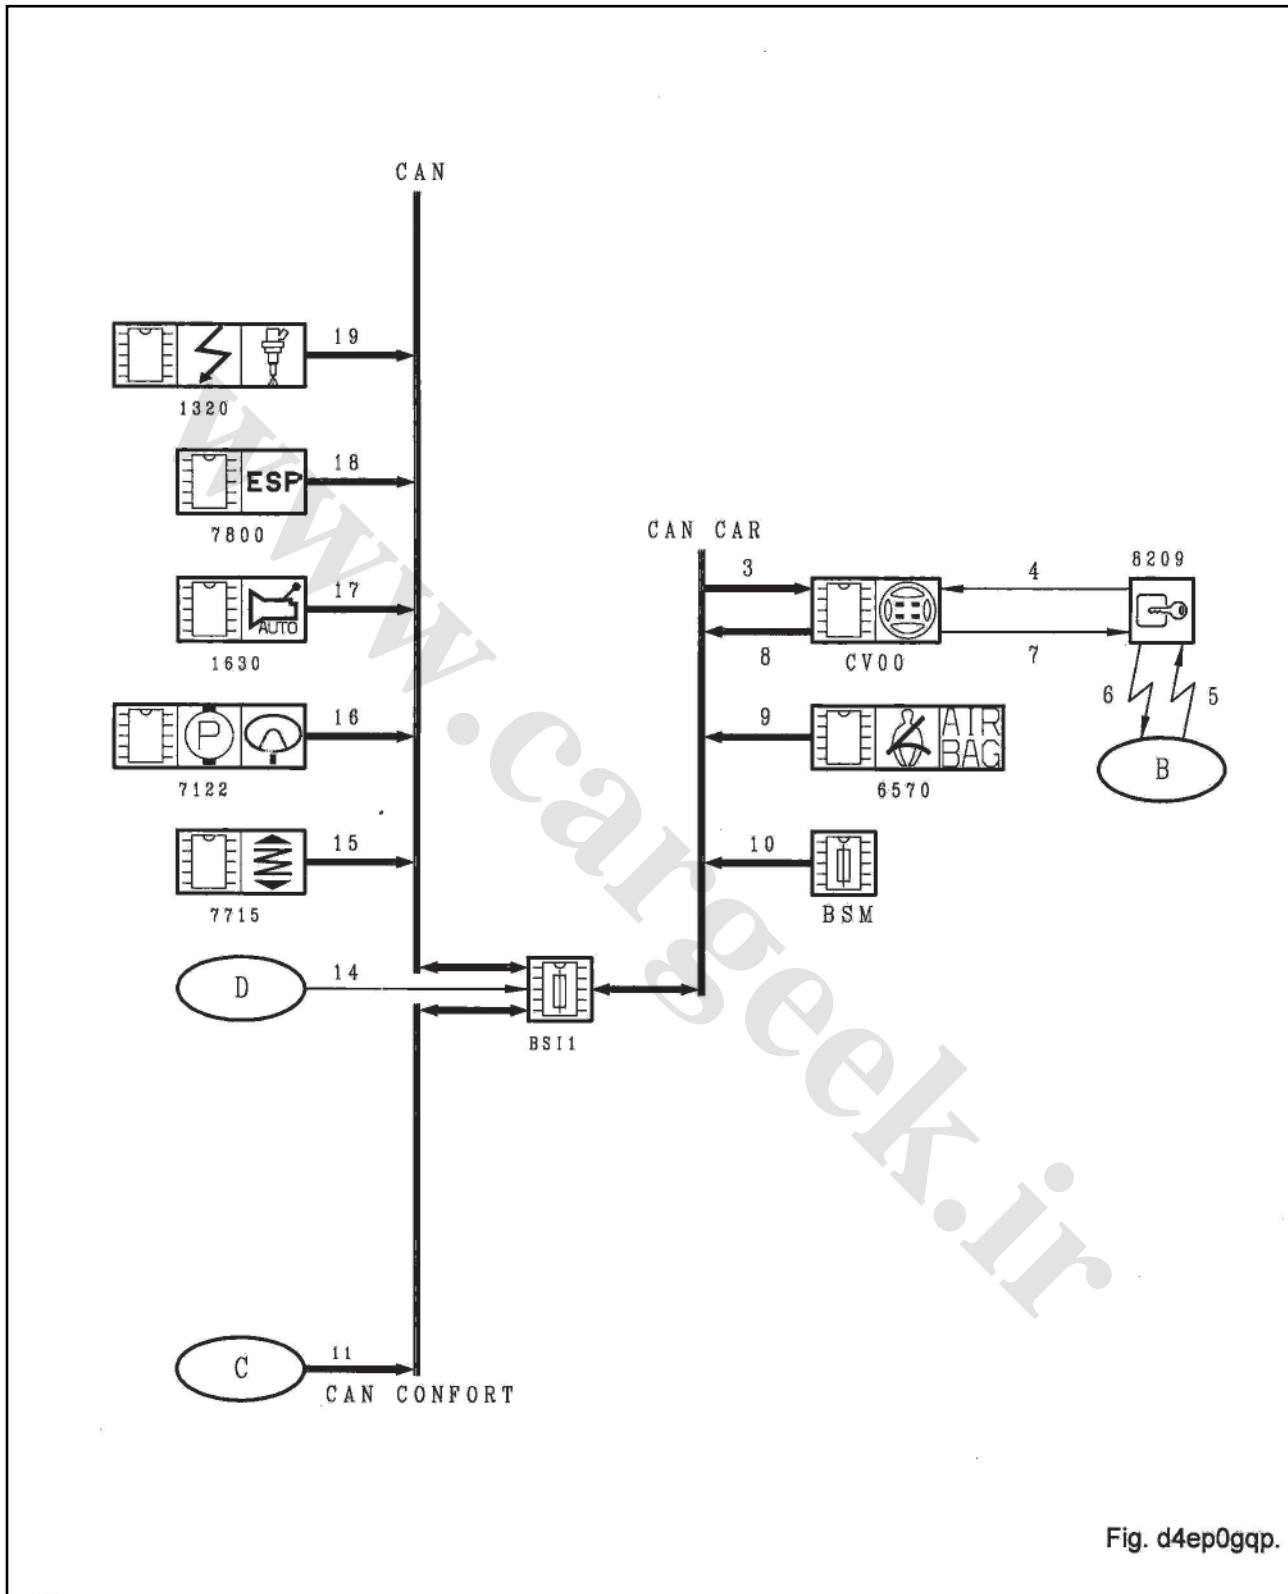 CAN
19
1320
18
ESP
7800
17
AUTO
1630
16
P
7122
15
7715
D
14
BSI1
CAN CAR
3
8
CV00
4
7
8209
6
5
B
9
AIR
BAG
6570
10
BSM
C
11
CAN CONFORT
www.cargeek.ir
Fig. d4ep0gqp.